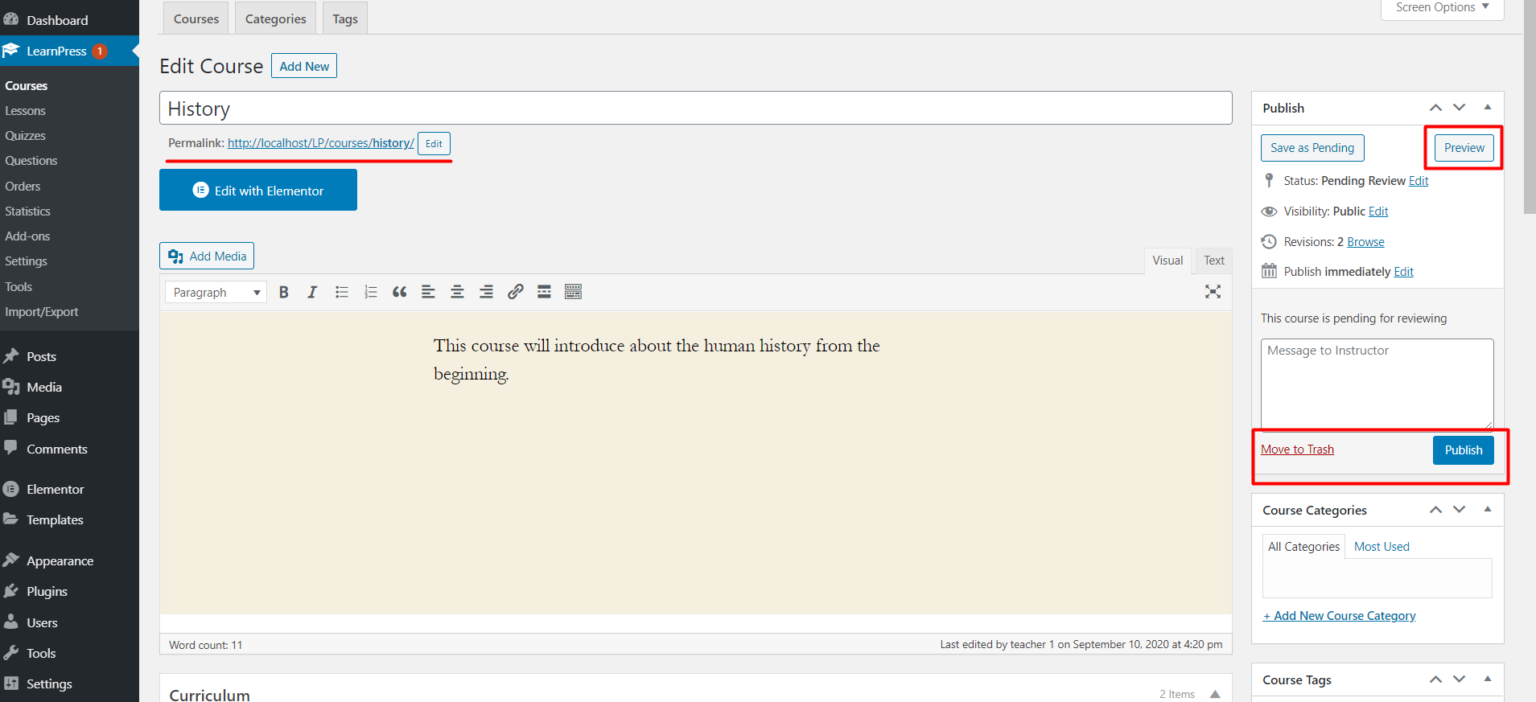 Dashboard
LearnPress 1
Courses
Lessons
Quizzes
Questions
Orders
Statistics
Add-ons
Settings
Tools
Import/Export
Posts
Media
Pages
Comments
Elementor
Templates
Appearance
Plugins
Users
Tools
Settings
Courses
Categories
Tags
Screen Options
Edit Course Add New
History
Permalink: http://localhost/LP/courses/history/ Edit
Edit with Elementor
Add Media
Visual Text
Paragraph
This course will introduce about the human history from the
beginning.
Word count: 11
Last edited by teacher 1 on September 10, 2020 at 4:20 pm
Curriculum
2 Items
Publish
Save as Pending
Preview
Status: Pending Review Edit
Visibility: Public Edit
Revisions: 2 Browse
Publish immediately Edit
This course is pending for reviewing
Message to Instructor
Move to Trash
Publish
Course Categories
All Categories Most Used
+ Add New Course Category
Course Tags